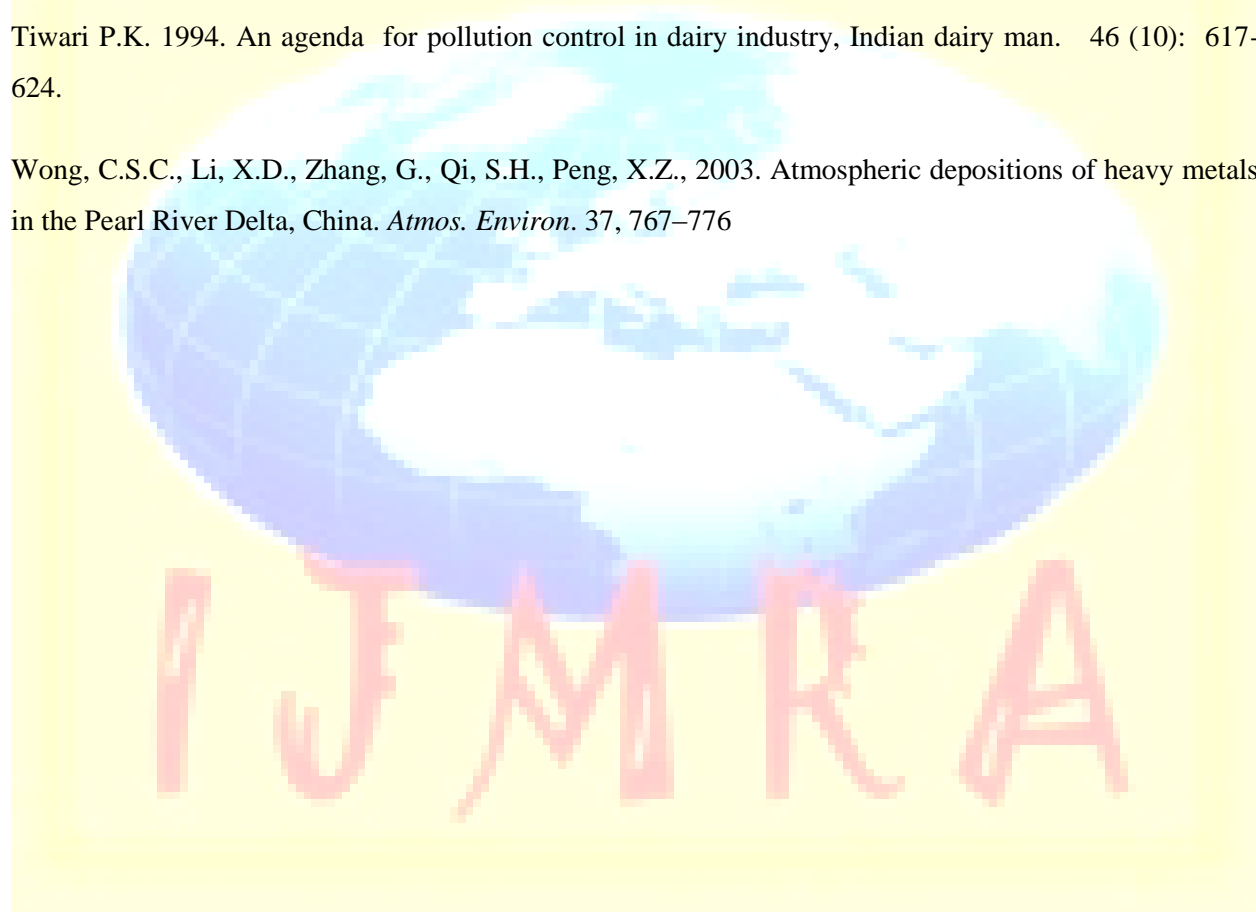 Tiwari P.K. 1994. An agenda for pollution control in dairy industry, Indian dairy man. 46 (10): 617-
624.
Wong, C.S.C., Li, X.D., Zhang, G., Qi, S.H., Peng, X.Z., 2003. Atmospheric depositions of heavy metals
in the Pearl River Delta, China. Atmos. Environ. 37, 767–776
IJMRA